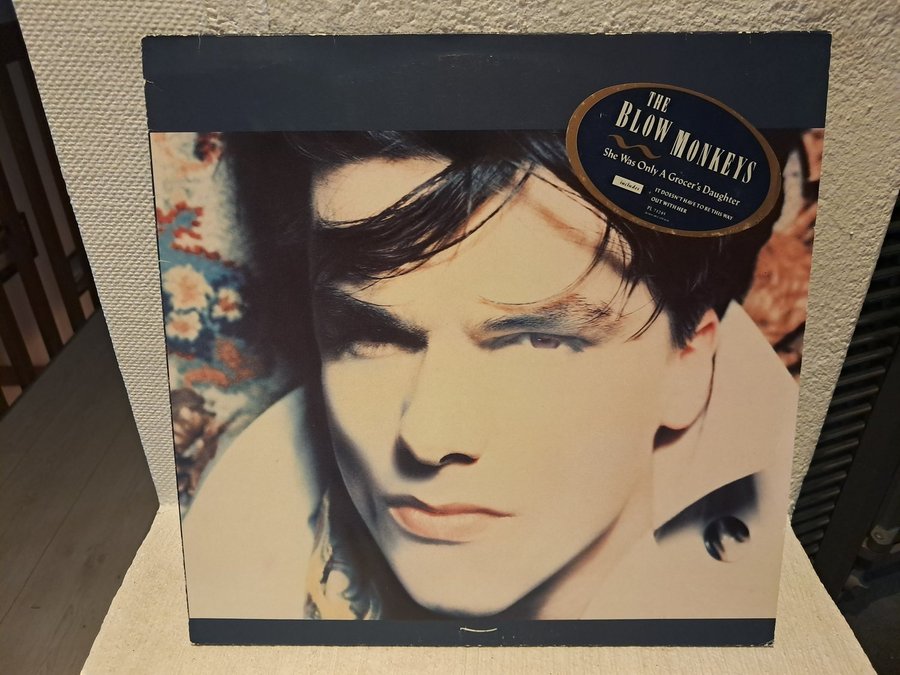 THE
BLOW MONKEYS
She Was Only A Grocer's Daughter
includes
IT DOESN'T HAVE TO BE THIS WAY
OUT WITH HER